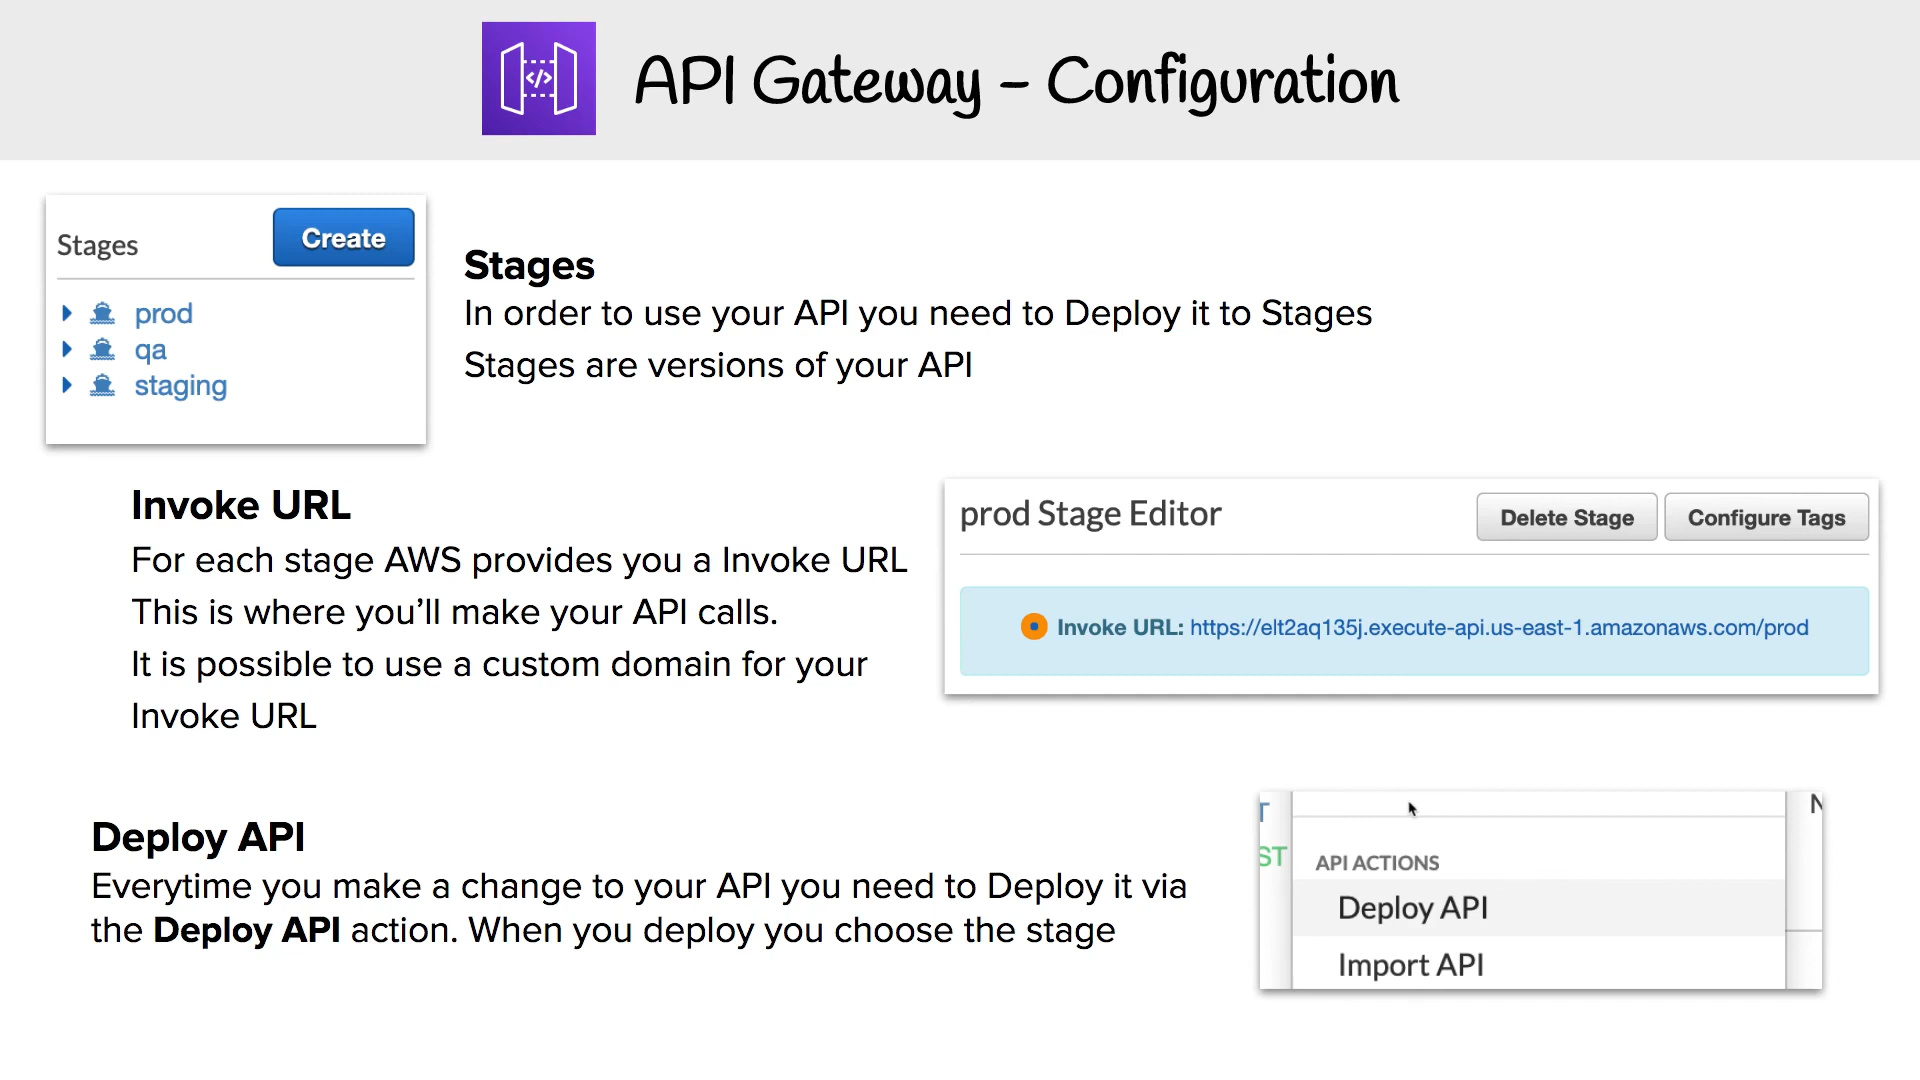 API Gateway – Configuration
Stages
Create
prod
qa
staging
Stages
In order to use your API you need to Deploy it to Stages
Stages are versions of your API
Invoke URL
For each stage AWS provides you a Invoke URL
This is where you’ll make your API calls.
It is possible to use a custom domain for your
Invoke URL
prod Stage Editor
Delete Stage
Configure Tags
Invoke URL: https://elt2aq135j.execute-api.us-east-1.amazonaws.com/prod
Deploy API
Everytime you make a change to your API you need to Deploy it via
the Deploy API action. When you deploy you choose the stage
API ACTIONS
Deploy API
Import API